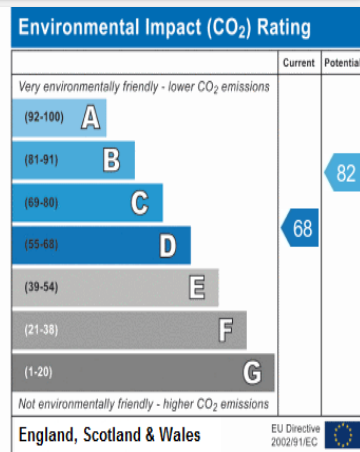 Environmental Impact (CO₂) Rating
Current Potential
Very environmentally friendly - lower CO₂ emissions
(92-100) A
(81-91) B
(69-80) C
(55-68) D
(39-54) E
(21-38) F
(1-20) G
82
68
Not environmentally friendly - higher CO₂ emissions
England, Scotland & Wales
EU Directive
2002/91/EC